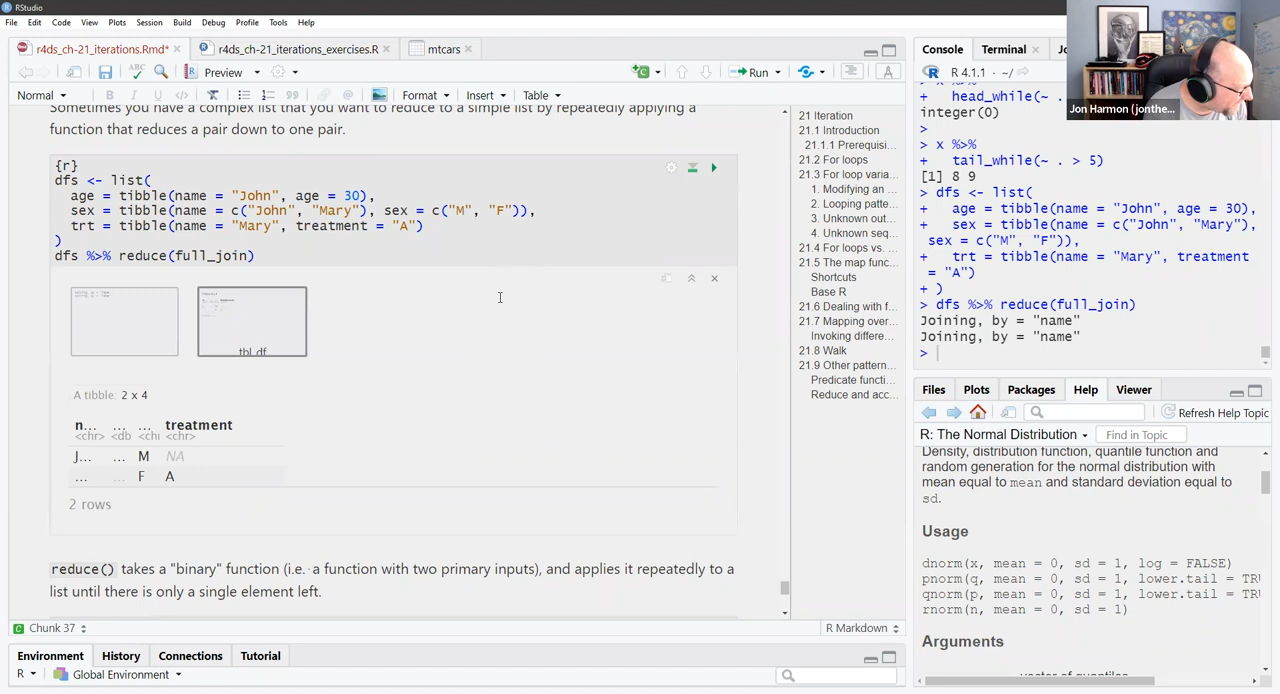 RStudio
File Edit Code View Plots Session Build Debug Profile Tools Help
r4ds_ch-21_iterations.Rmd* r4ds_ch-21_iterations_exercises.R mtcars
Preview Run
Normal Format Insert Table
Sometimes you have a complex list that you want to reduce to a simple list by repeatedly applying a
function that reduces a pair down to one pair.
{r}
dfs <- list(
age = tibble(name = "John", age = 30),
sex = tibble(name = c("John", "Mary"), sex = c("M", "F")),
trt = tibble(name = "Mary", treatment = "A")
)
dfs %>% reduce(full_join)
tbl_df
A tibble: 2 x 4
n... ... ... treatment
<chr> <db <chi <chr>
J... ... M NA
... ... F A
2 rows
reduce() takes a "binary" function (i.e. a function with two primary inputs), and applies it repeatedly to a
list until there is only a single element left.
Chunk 37 R Markdown
21 Iteration
21.1 Introduction
21.1.1 Prerequisi...
21.2 For loops
21.3 For loop varia...
1. Modifying an ...
2. Looping patte...
3. Unknown out...
4. Unknown seq...
21.4 For loops vs. ...
21.5 The map func...
Shortcuts
Base R
21.6 Dealing with f...
21.7 Mapping over...
Invoking differe...
21.8 Walk
21.9 Other pattern...
Predicate functi...
Reduce and acc...
Environment History Connections Tutorial
R Global Environment
Console Terminal Jo
R 4.1.1 · ~/
Jon Harmon (jonthe...
+ head_while(~ .
integer(0)
>
> x %>%
+ tail_while(~ . > 5)
[1] 8 9
> dfs <- list(
+ age = tibble(name = "John", age = 30),
+ sex = tibble(name = c("John", "Mary"),
sex = c("M", "F")),
+ trt = tibble(name = "Mary", treatment
= "A")
+ )
> dfs %>% reduce(full_join)
Joining, by = "name"
Joining, by = "name"
>
Files Plots Packages Help Viewer
Refresh Help Topic
R: The Normal Distribution Find in Topic
Density, distribution function, quantile function and
random generation for the normal distribution with
mean equal to mean and standard deviation equal to
sd.
Usage
dnorm(x, mean = 0, sd = 1, log = FALSE)
pnorm(q, mean = 0, sd = 1, lower.tail = TRU
qnorm(p, mean = 0, sd = 1, lower.tail = TRU
rnorm(n, mean = 0, sd = 1)
Arguments
vector of quantiles